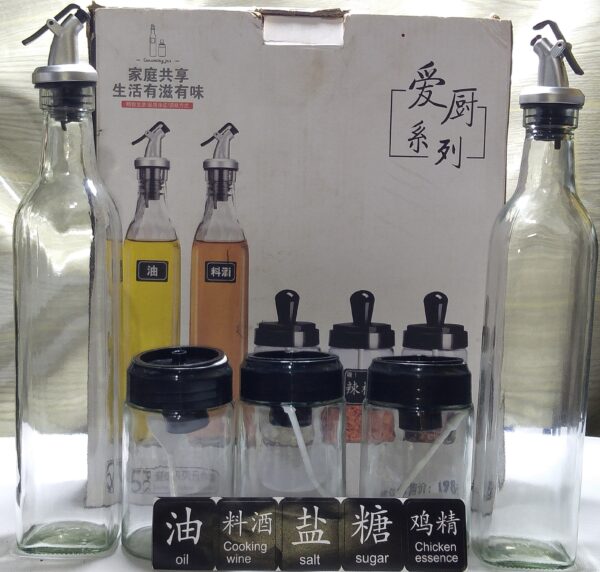 家庭共享
生活有滋有味
爱厨
系列
油
料酒
辣
油
oil
料酒
Cooking
wine
盐
salt
糖
sugar
鸡精
Chicken
essence